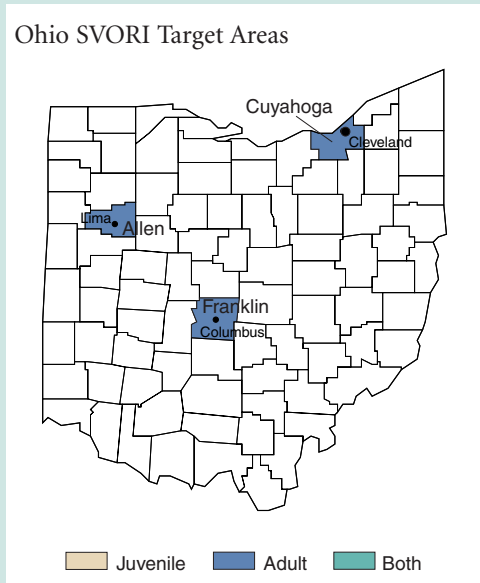 Ohio SVORI Target Areas
Cuyahoga
Cleveland
Lima
Allen
Franklin
Columbus
Juvenile
Adult
Both